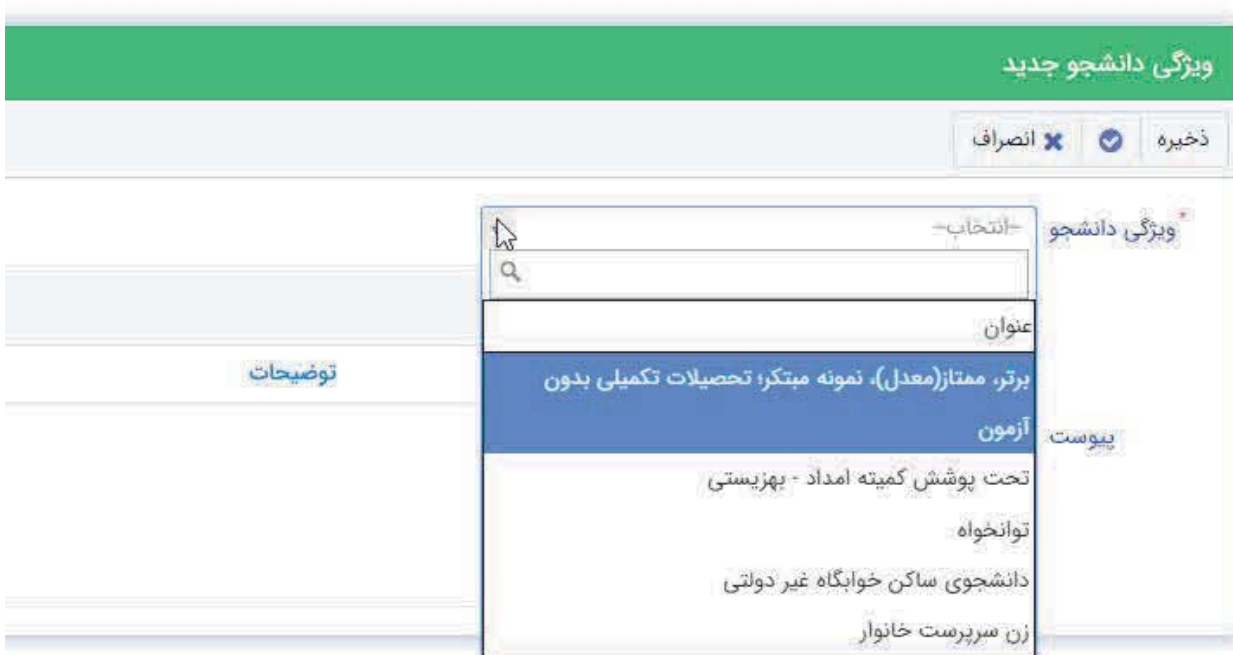 ویژگی دانشجو جدید
ذخیره انصراف
* ویژگی دانشجو -انتخاب-
عنوان
برتر، ممتاز(معدل)، نمونه مبتکر؛ تحصیلات تکمیلی بدون
آزمون
توضیحات
پیوست
تحت پوشش کمیته امداد - بهزیستی
توانخواه
دانشجوی ساکن خوابگاه غیر دولتی
زن سرپرست خانوار